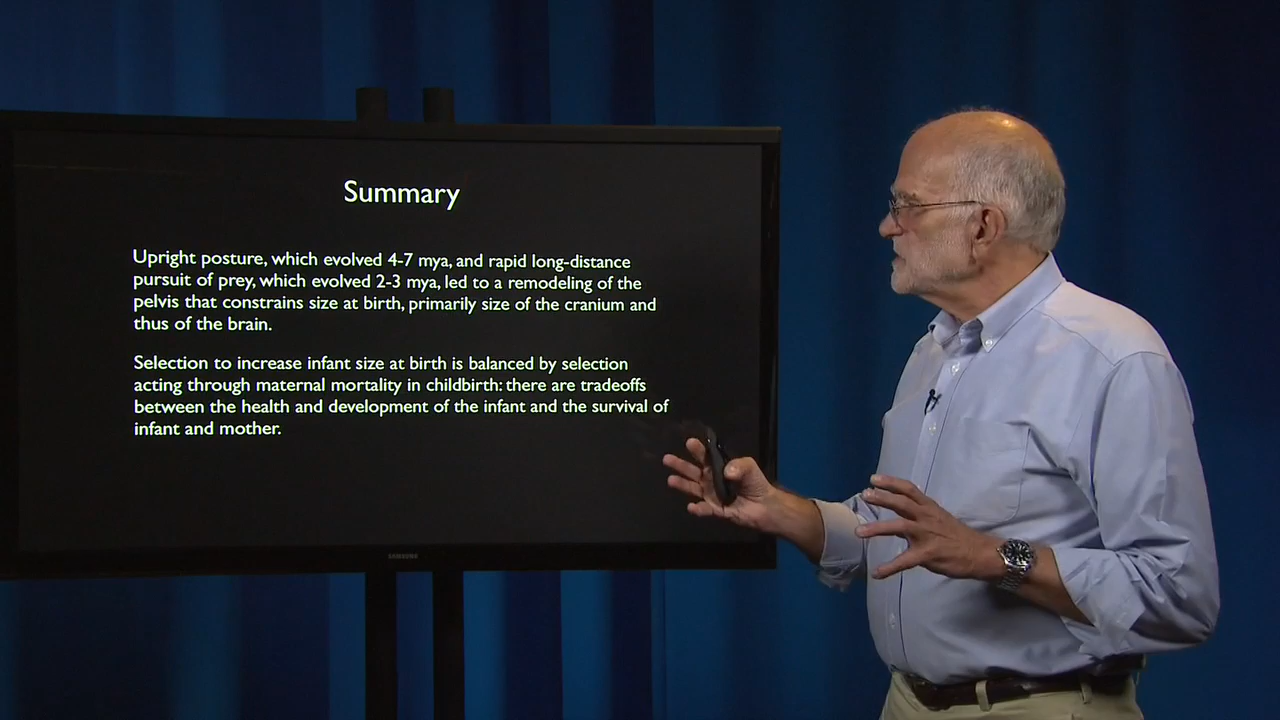 Summary
Upright posture, which evolved 4-7 mya, and rapid long-distance
pursuit of prey, which evolved 2-3 mya, led to a remodeling of the
pelvis that constrains size at birth, primarily size of the cranium and
thus of the brain.
Selection to increase infant size at birth is balanced by selection
acting through maternal mortality in childbirth: there are tradeoffs
between the health and development of the infant and the survival of
infant and mother.
SAMSUNG